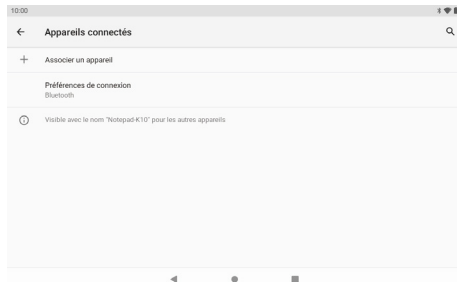 10:00
Appareils connectés
Associer un appareil
Préférences de connexion
Bluetooth
Visible avec le nom "Notepad-K10" pour les autres appareils